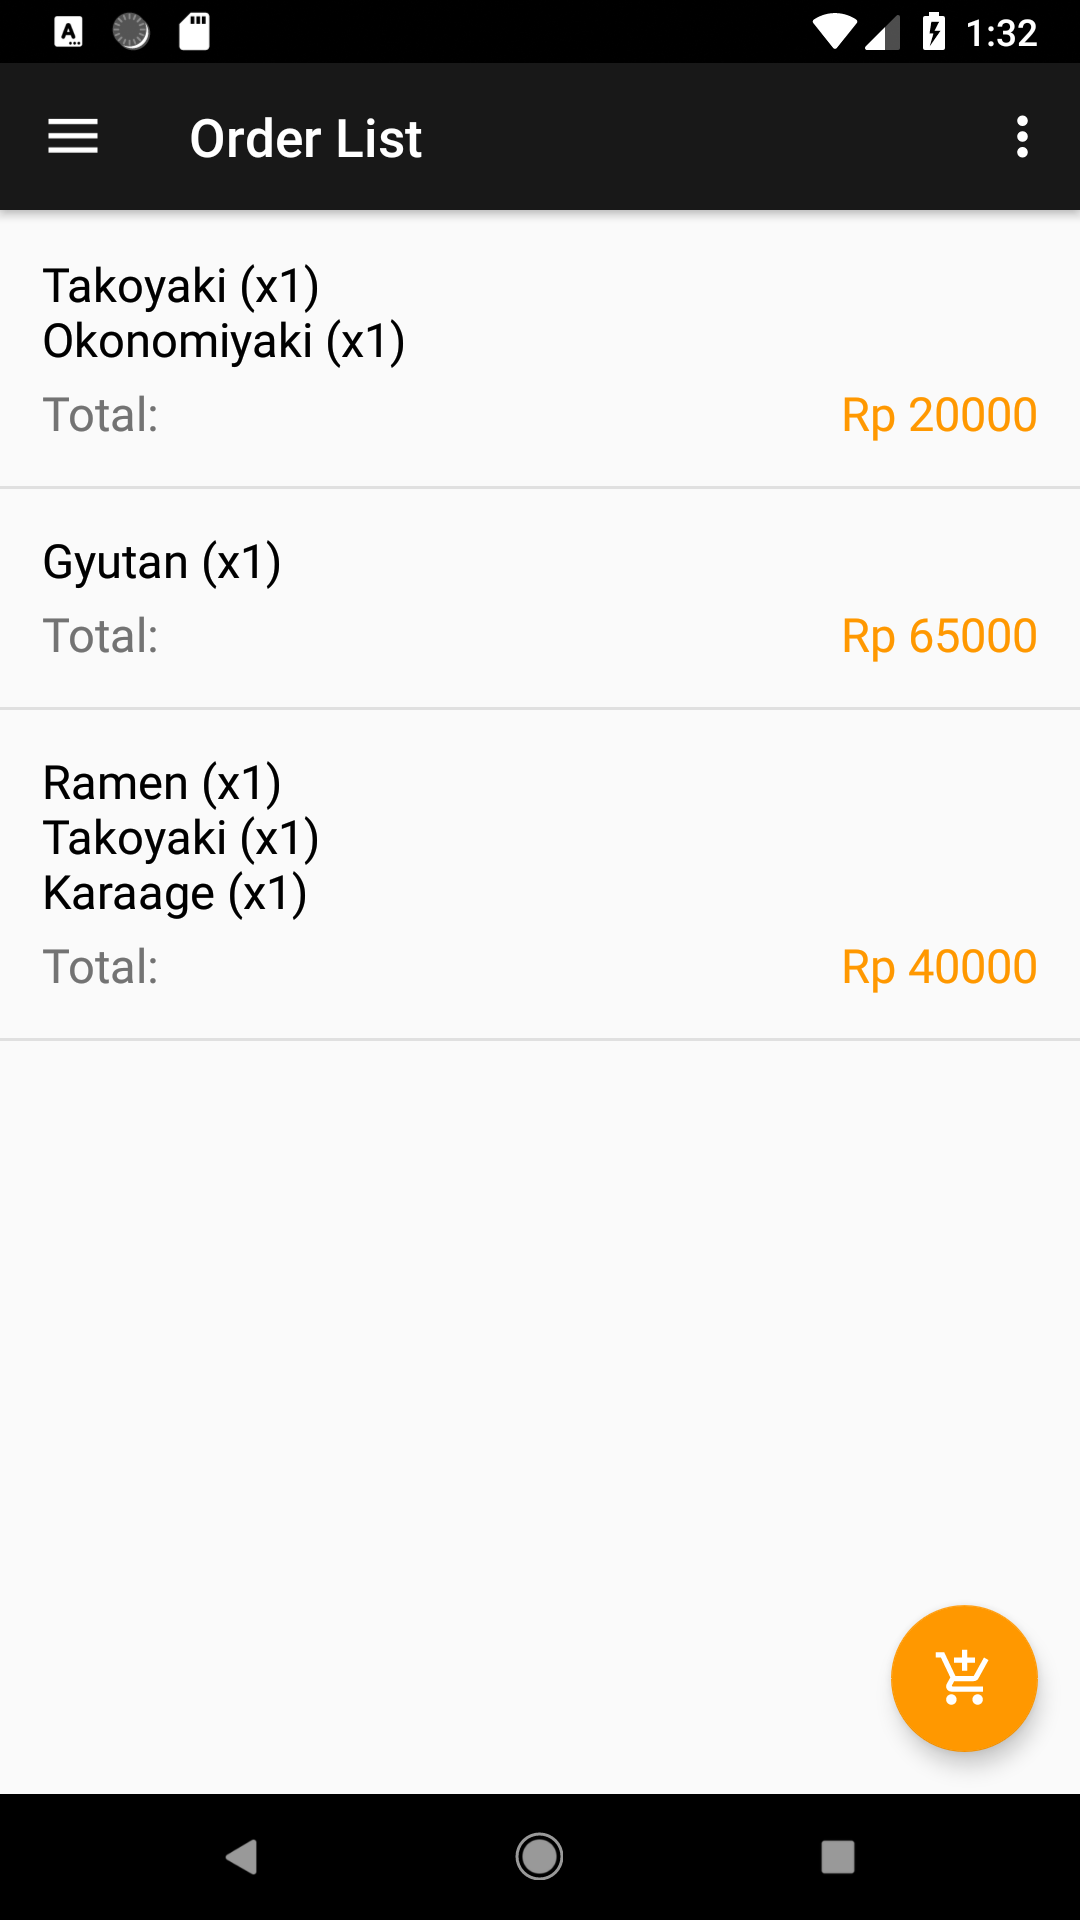 1:32
Order List
Takoyaki (x1)
Okonomiyaki (x1)
Total: Rp 20000
Gyutan (x1)
Total: Rp 65000
Ramen (x1)
Takoyaki (x1)
Karaage (x1)
Total: Rp 40000